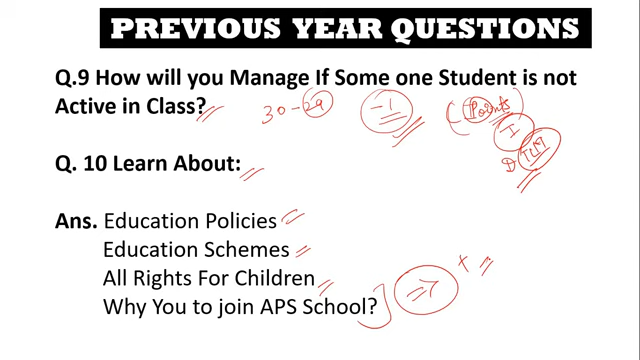 PREVIOUS YEAR QUESTIONS
Q.9 How will you Manage If Some one Student is not
Active in Class?
30 - 29 -1 (Points)
I
D TLM
Q. 10 Learn About:
Ans. Education Policies
Education Schemes
All Rights For Children
Why You to join APS School?